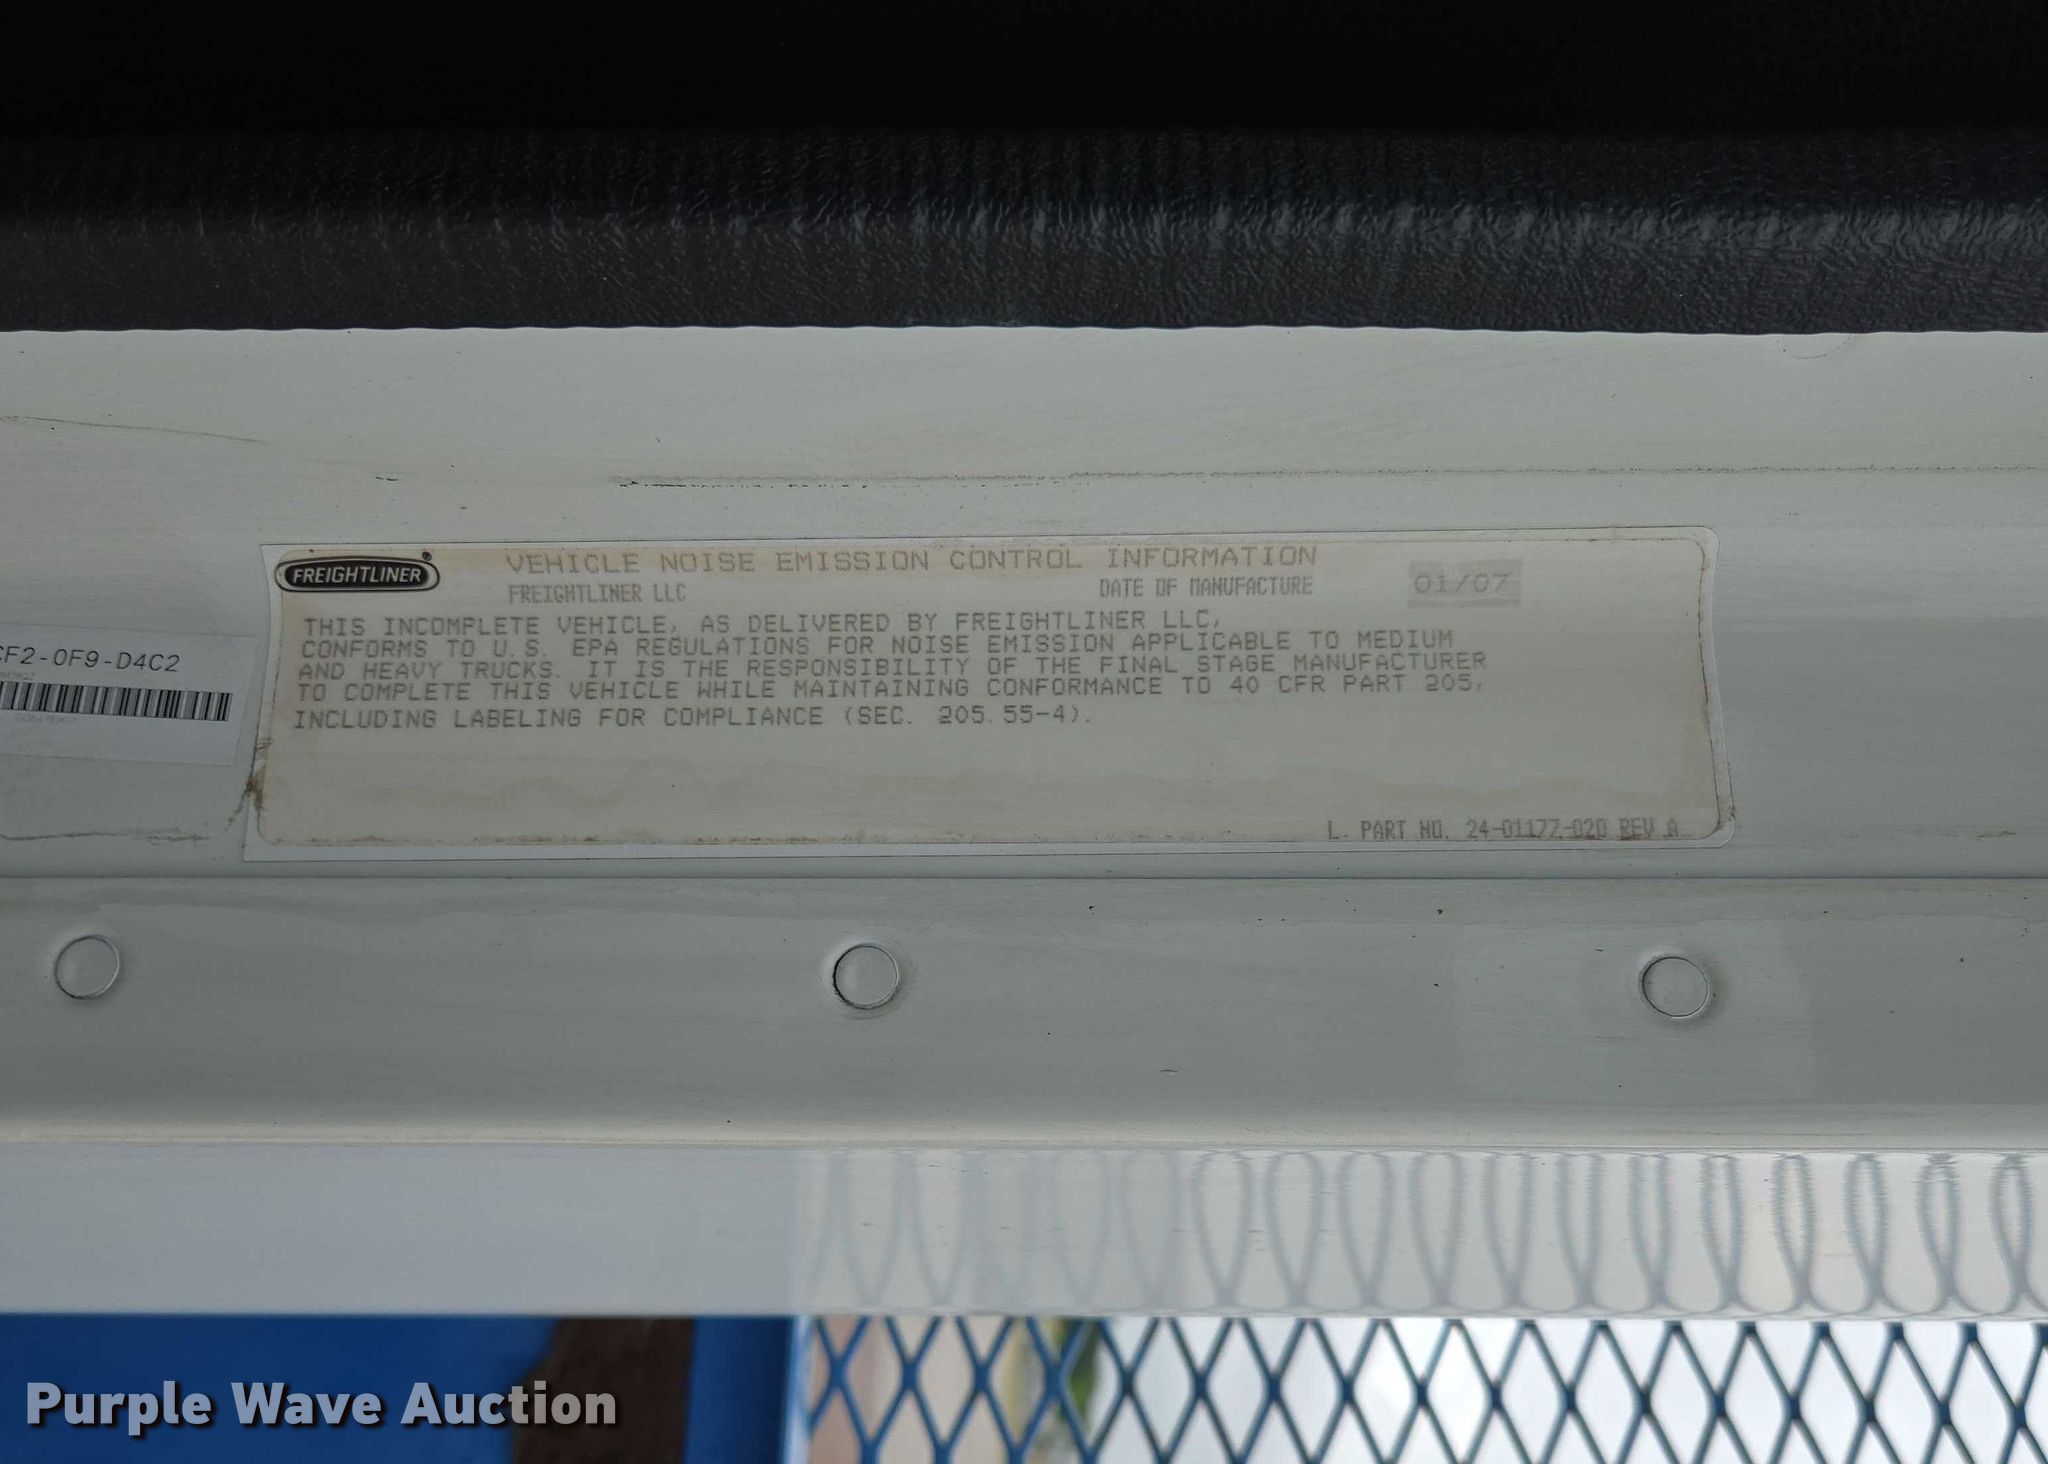 FREIGHTLINER®
VEHICLE NOISE EMISSION CONTROL INFORMATION
FREIGHTLINER LLC DATE OF MANUFACTURE 01/07
THIS INCOMPLETE VEHICLE, AS DELIVERED BY FREIGHTLINER LLC,
CONFORMS TO U.S. EPA REGULATIONS FOR NOISE EMISSION APPLICABLE TO MEDIUM
AND HEAVY TRUCKS. IT IS THE RESPONSIBILITY OF THE FINAL STAGE MANUFACTURER
TO COMPLETE THIS VEHICLE WHILE MAINTAINING CONFORMANCE TO 40 CFR PART 205,
INCLUDING LABELING FOR COMPLIANCE (SEC. 205.55-4).
L. PART NO. 24-01177-020 REV A
CF2-0F9-D4C2
Purple Wave Auction